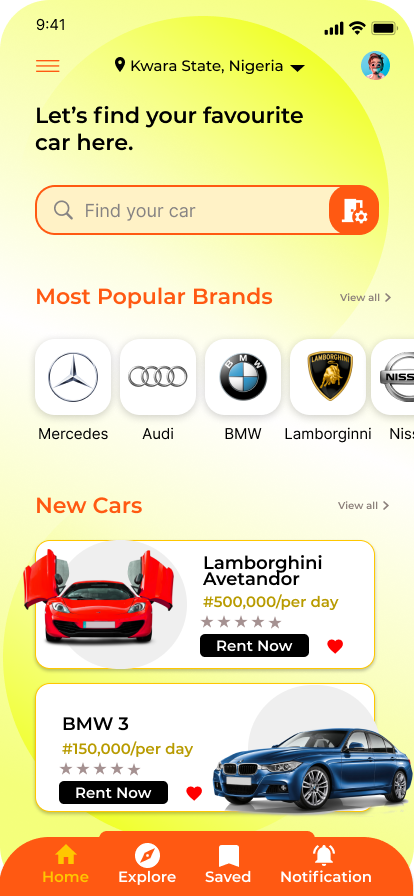 9:41
Kwara State, Nigeria
Let's find your favourite
car here.
Find your car
Most Popular Brands
View all
BMW
LAMBORGHINI
NISS
Mercedes
Audi
BMW
Lamborginni
Niss
New Cars
View all
Lamborghini
Avetandor
#500,000/per day
Rent Now
BMW 3
#150,000/per day
Rent Now
Home
Explore
Saved
Notification